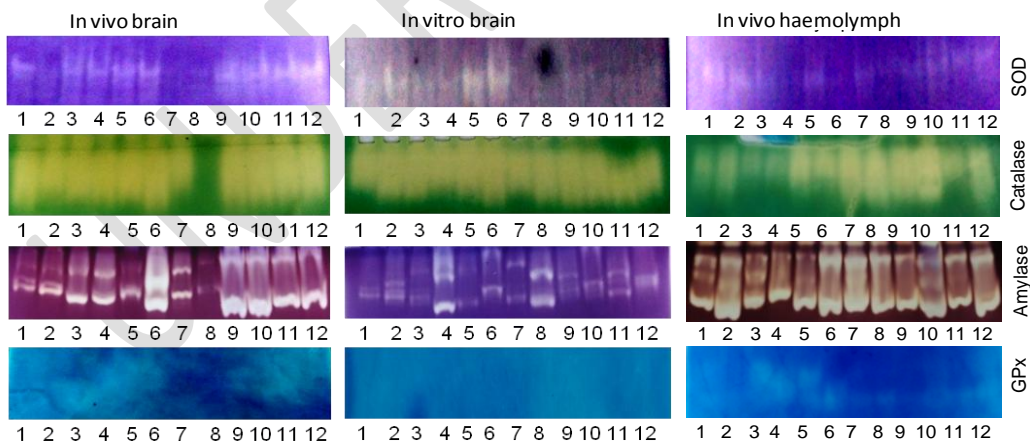 In vivo brain In vitro brain In vivo haemolymph
SOD
1 2 3 4 5 6 7 8 9 10 11 12 1 2 3 4 5 6 7 8 9 10 11 12 1 2 3 4 5 6 7 8 9 10 11 12
Catalase
1 2 3 4 5 6 7 8 9 10 11 12 1 2 3 4 5 6 7 8 9 10 11 12 1 2 3 4 5 6 7 8 9 10 11 12
Amylase
1 2 3 4 5 6 7 8 9 10 11 12 1 2 3 4 5 6 7 8 9 10 11 12 1 2 3 4 5 6 7 8 9 10 11 12
GPx
1 2 3 4 5 6 7 8 9 10 11 12 1 2 3 4 5 6 7 8 9 10 11 12 1 2 3 4 5 6 7 8 9 10 11 12